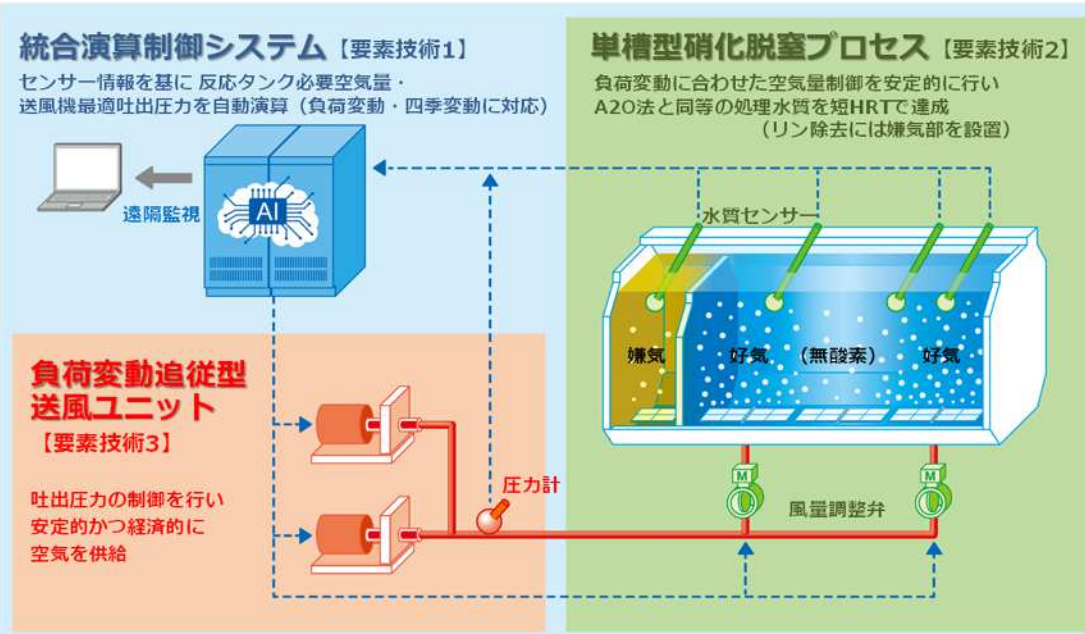 統合演算制御システム【要素技術1】
センサー情報を基に 反応タンク必要空気量・
送風機最適吐出圧力を自動演算（負荷変動・四季変動に対応）
遠隔監視
AI
単槽型硝化脱窒プロセス【要素技術2】
負荷変動に合わせた空気量制御を安定的に行い
A2O法と同等の処理水質を短HRTで達成
（リン除去には嫌気部を設置）
水質センサー
嫌気
好気
（無酸素）
好気
M
M
風量調整弁
負荷変動追従型
送風ユニット
【要素技術3】
吐出圧力の制御を行い
安定的かつ経済的に
空気を供給
圧力計